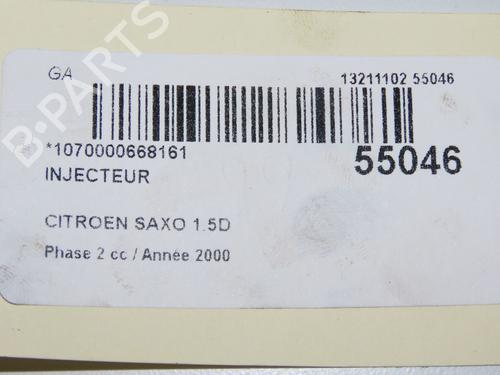 GA
13211102 55046
*1070000668161
55046
INJECTEUR
CITROEN SAXO 1.5D
Phase 2 cc / Année 2000
B-PARTS